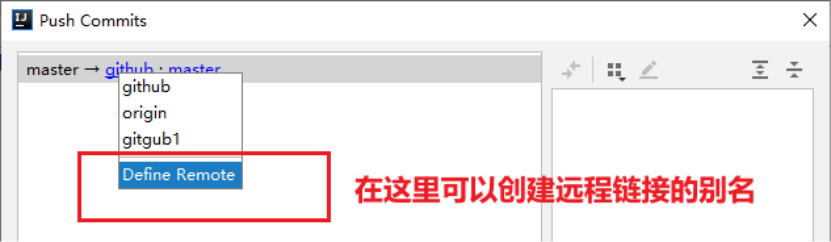 IJ Push Commits
master → github : master
github
origin
gitgub1
Define Remote
在这里可以创建远程链接的别名